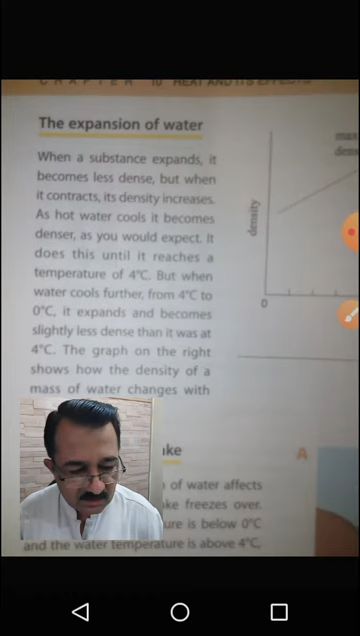 CHAPTER 10 HEAT AND ITS EFFECTS
The expansion of water
When a substance expands, it
becomes less dense, but when
it contracts, its density increases.
As hot water cools it becomes
denser, as you would expect. It
does this until it reaches a
temperature of 4°C. But when
water cools further, from 4°C to
0°C, it expands and becomes
slightly less dense than it was at
4°C. The graph on the right
shows how the density of a
mass of water changes with
density
0
A
of water affects
freezes over.
is below 0°C
and the water temperature is above 4°C,